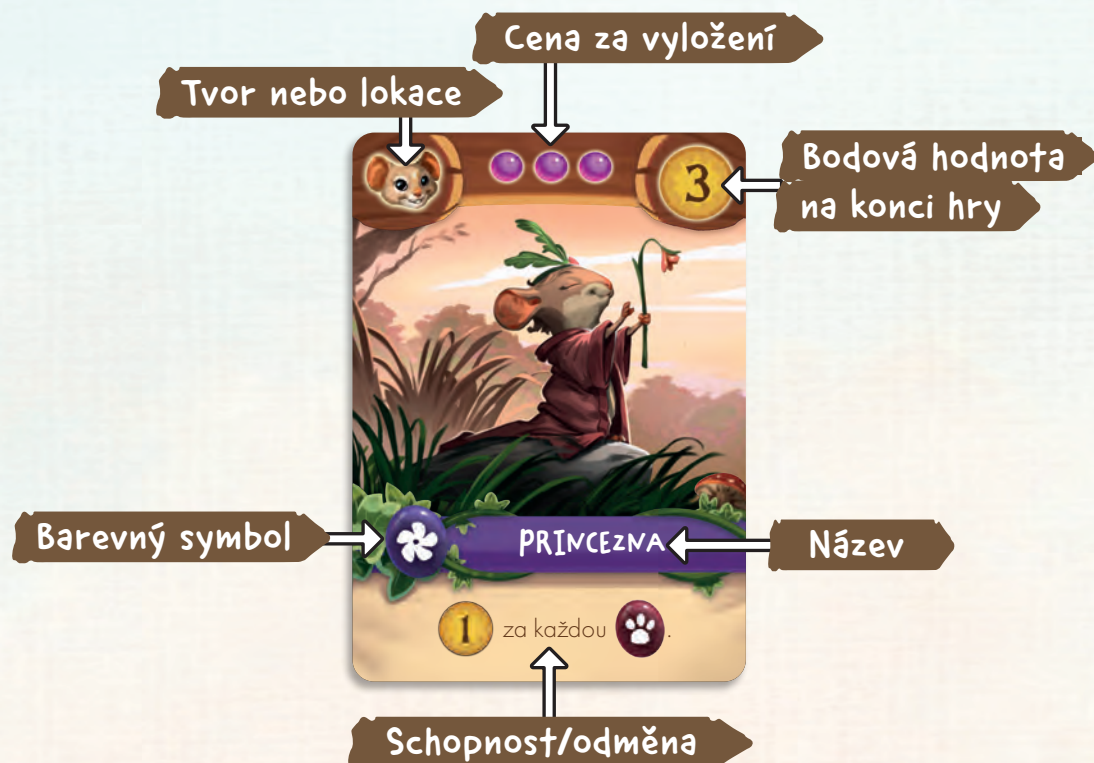 Cena za vyložení
Tvor nebo lokace
3
Bodová hodnota
na konci hry
Barevný symbol
PRINCEZNA
Název
1 za každou .
Schopnost/odměna